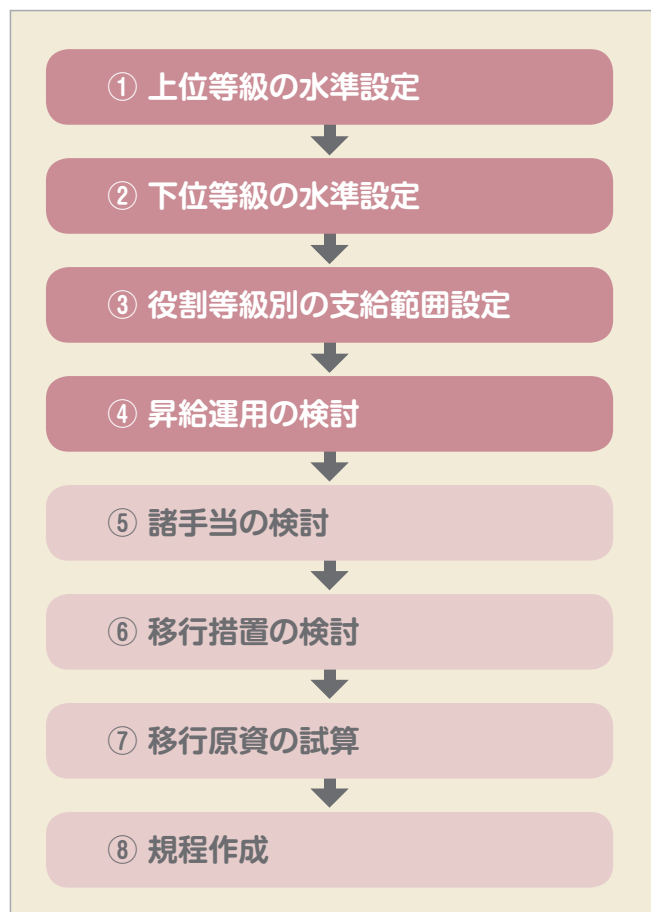 ① 上位等級の水準設定
② 下位等級の水準設定
③ 役割等級別の支給範囲設定
④ 昇給運用の検討
⑤ 諸手当の検討
⑥ 移行措置の検討
⑦ 移行原資の試算
⑧ 規程作成